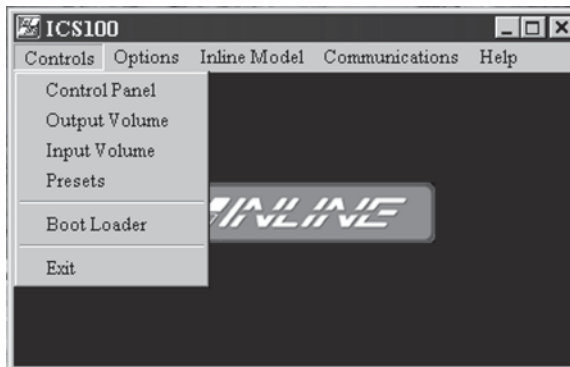 ICS100
Controls Options Inline Model Communications Help
Control Panel
Output Volume
Input Volume
Presets
INLINE
Boot Loader
Exit